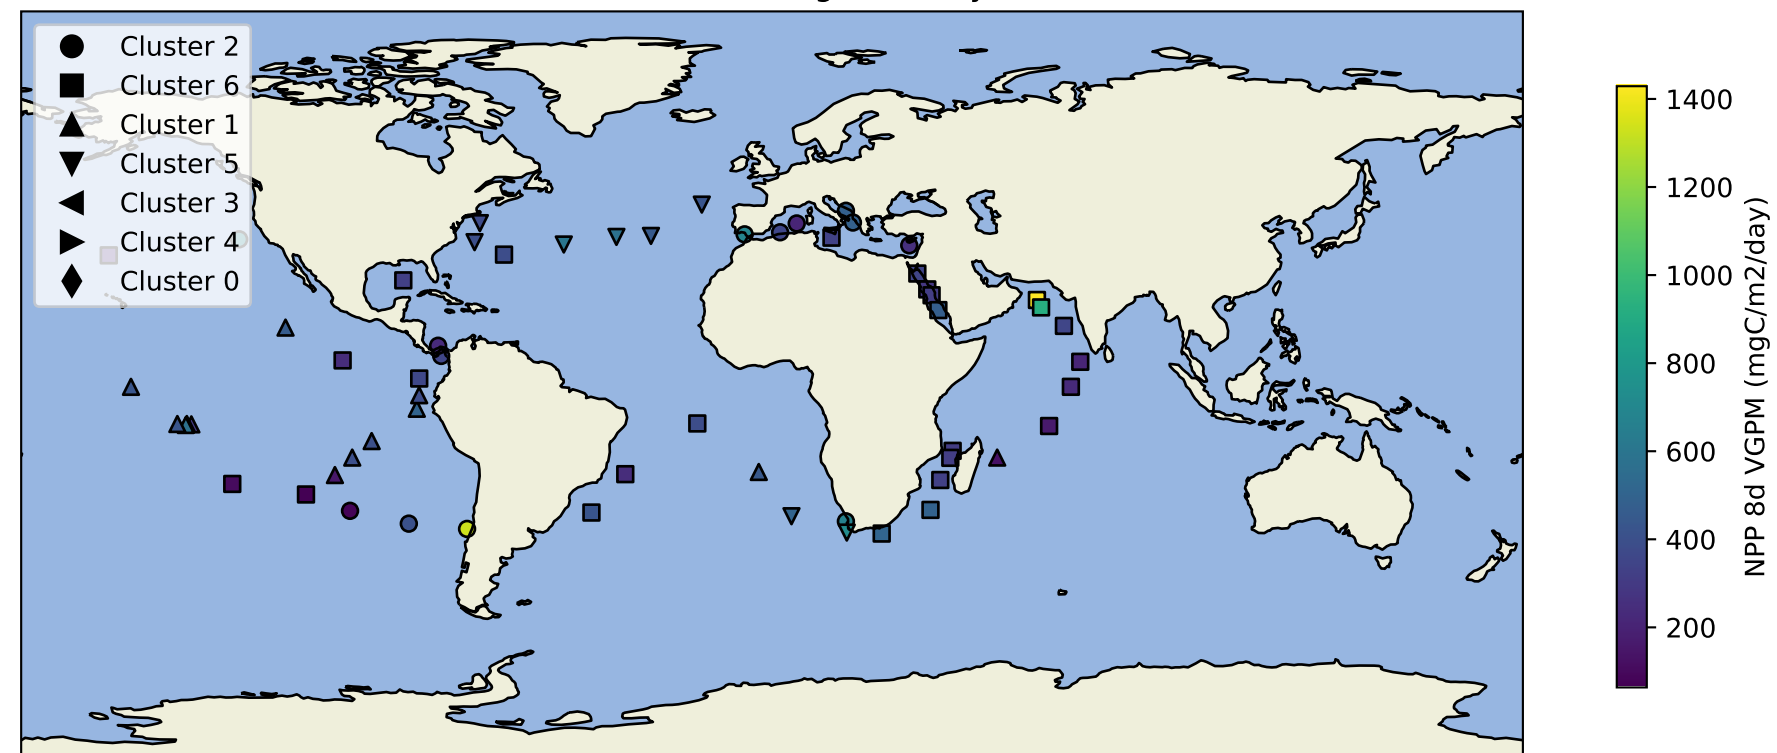 Cluster 2
Cluster 6
Cluster 1
Cluster 5
Cluster 3
Cluster 4
Cluster 0
1400
1200
1000
800
600
400
200
NPP 8d VGPM (mgC/m2/day)